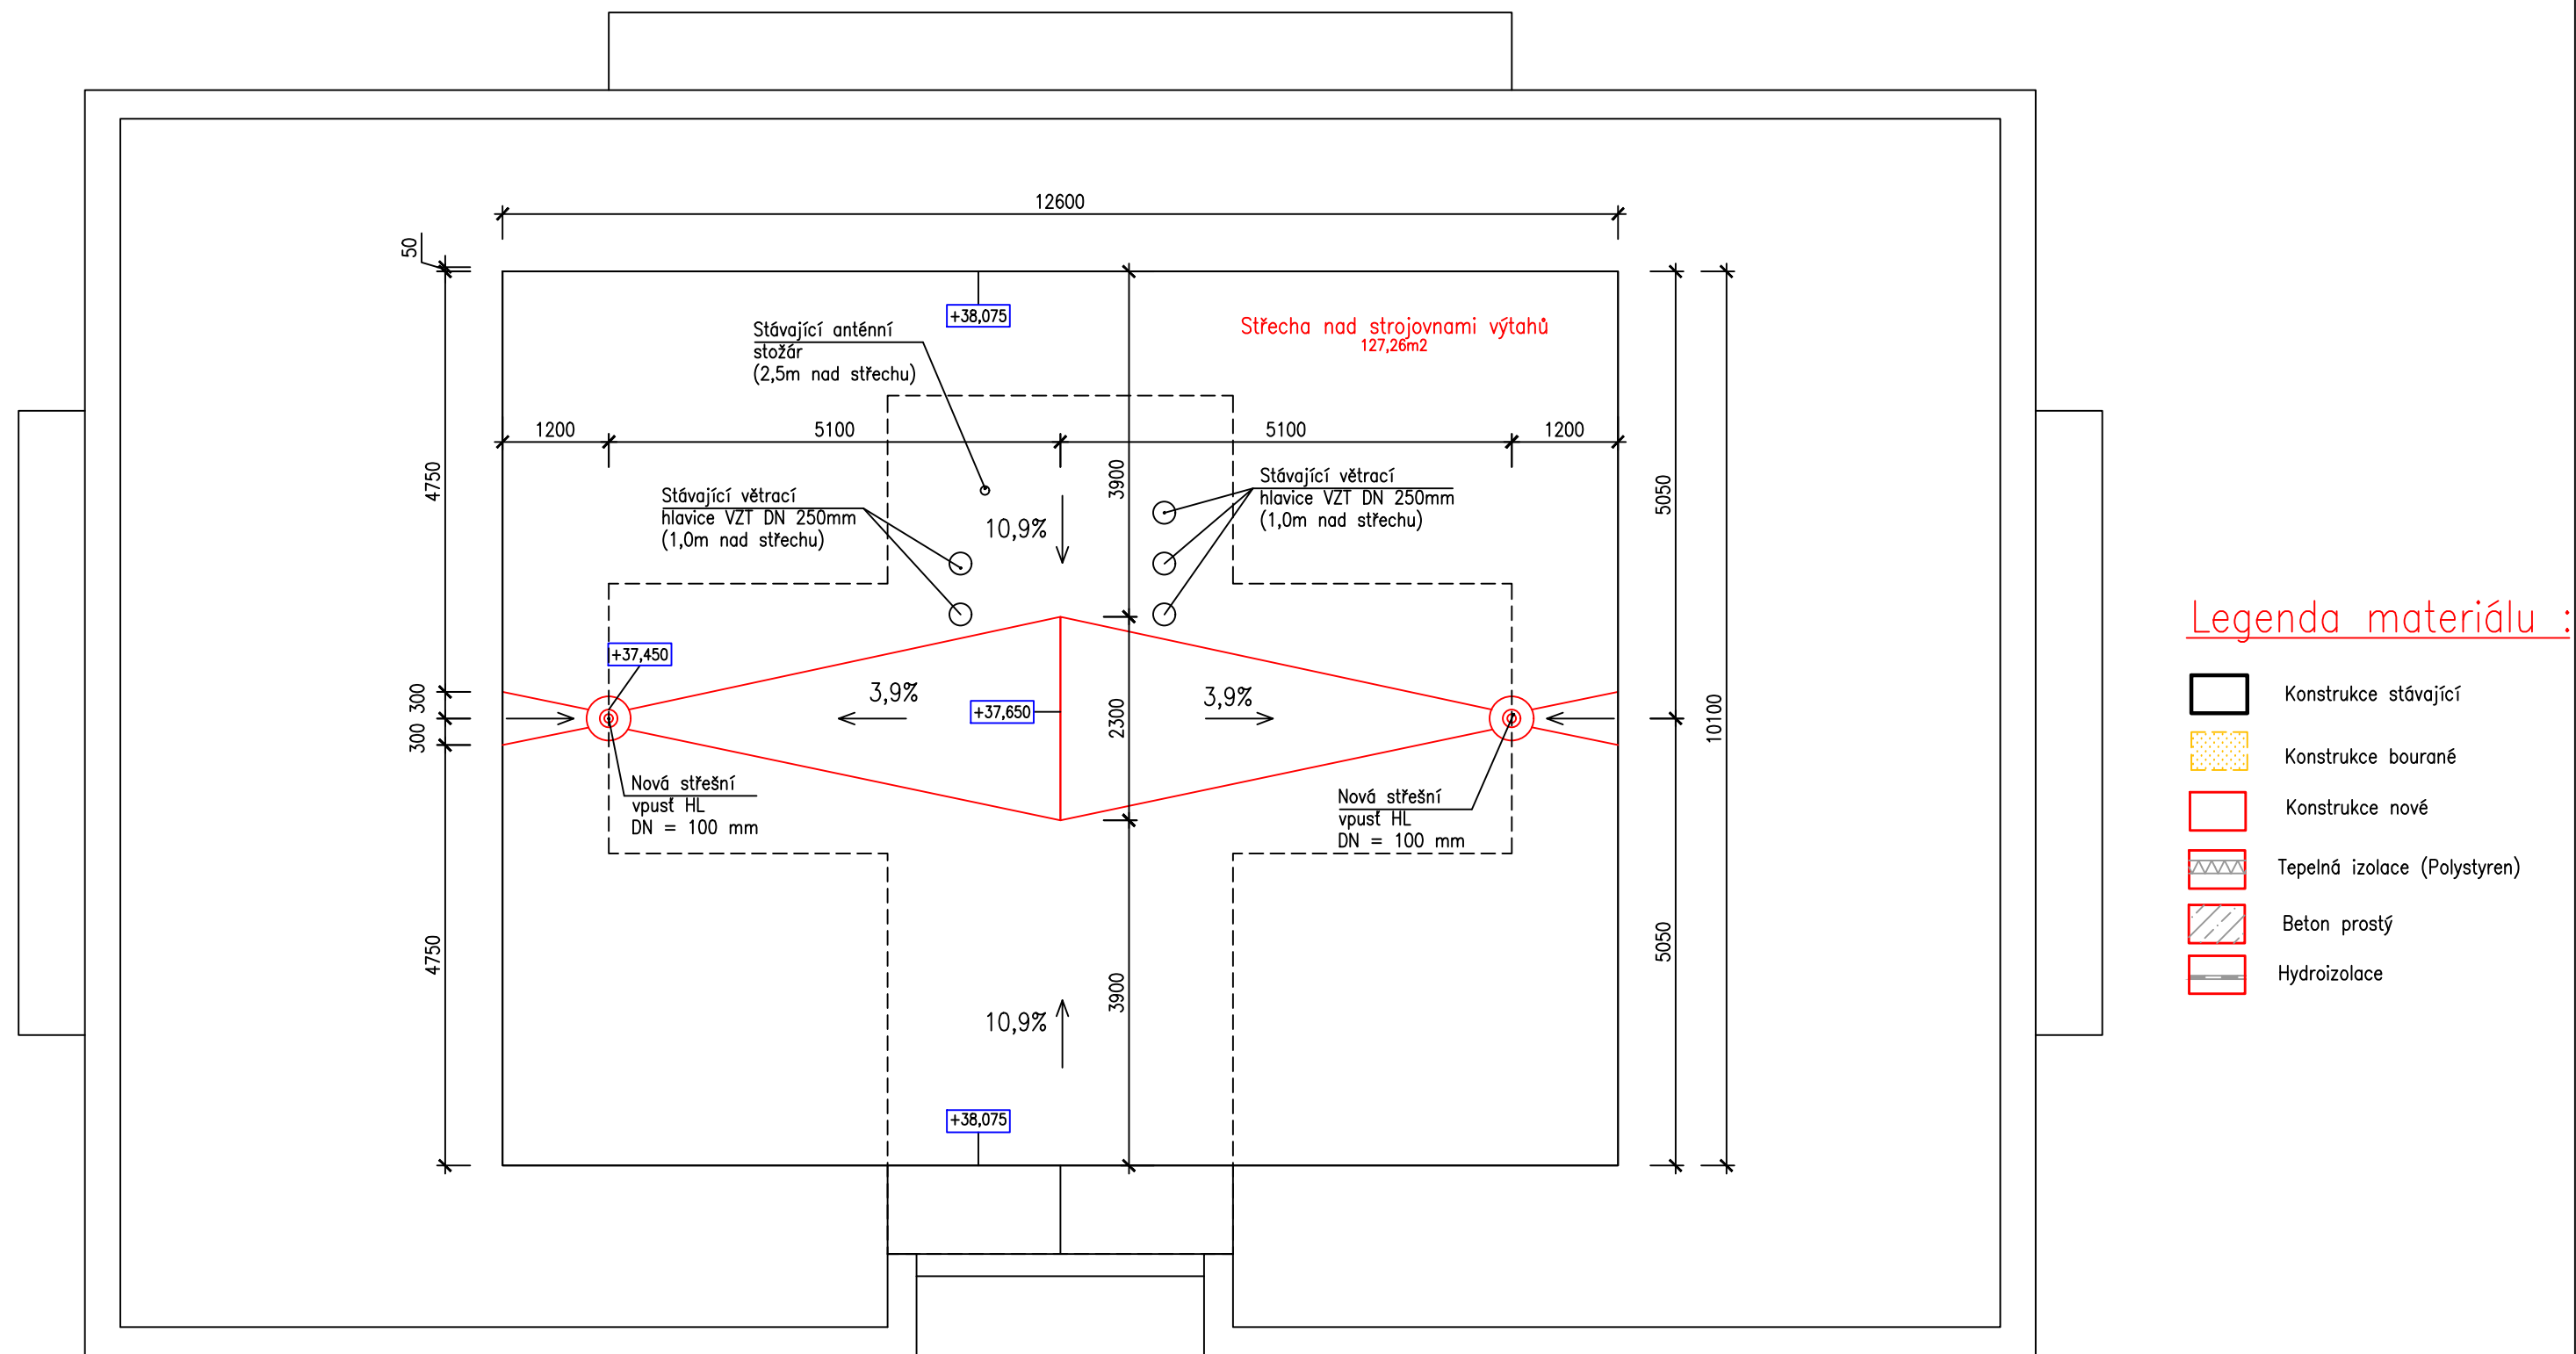 12600
50
+38,075
Střecha nad strojovnami výtahů
127,26m2
Stávající anténní
stožár
(2,5m nad střechu)
1200
5100
5100
1200
4750
3900
5050
Stávající větrací
hlavice VZT DN 250mm
(1,0m nad střechu)
Stávající větrací
hlavice VZT DN 250mm
(1,0m nad střechu)
10,9%
+37,450
3,9%
3,9%
+37,650
300
300
2300
10100
Nová střešní
vpusť HL
DN = 100 mm
Nová střešní
vpusť HL
DN = 100 mm
4750
3900
5050
10,9%
+38,075
Legenda materiálu :
Konstrukce stávající
Konstrukce bourané
Konstrukce nové
Tepelná izolace (Polystyren)
Beton prostý
Hydroizolace